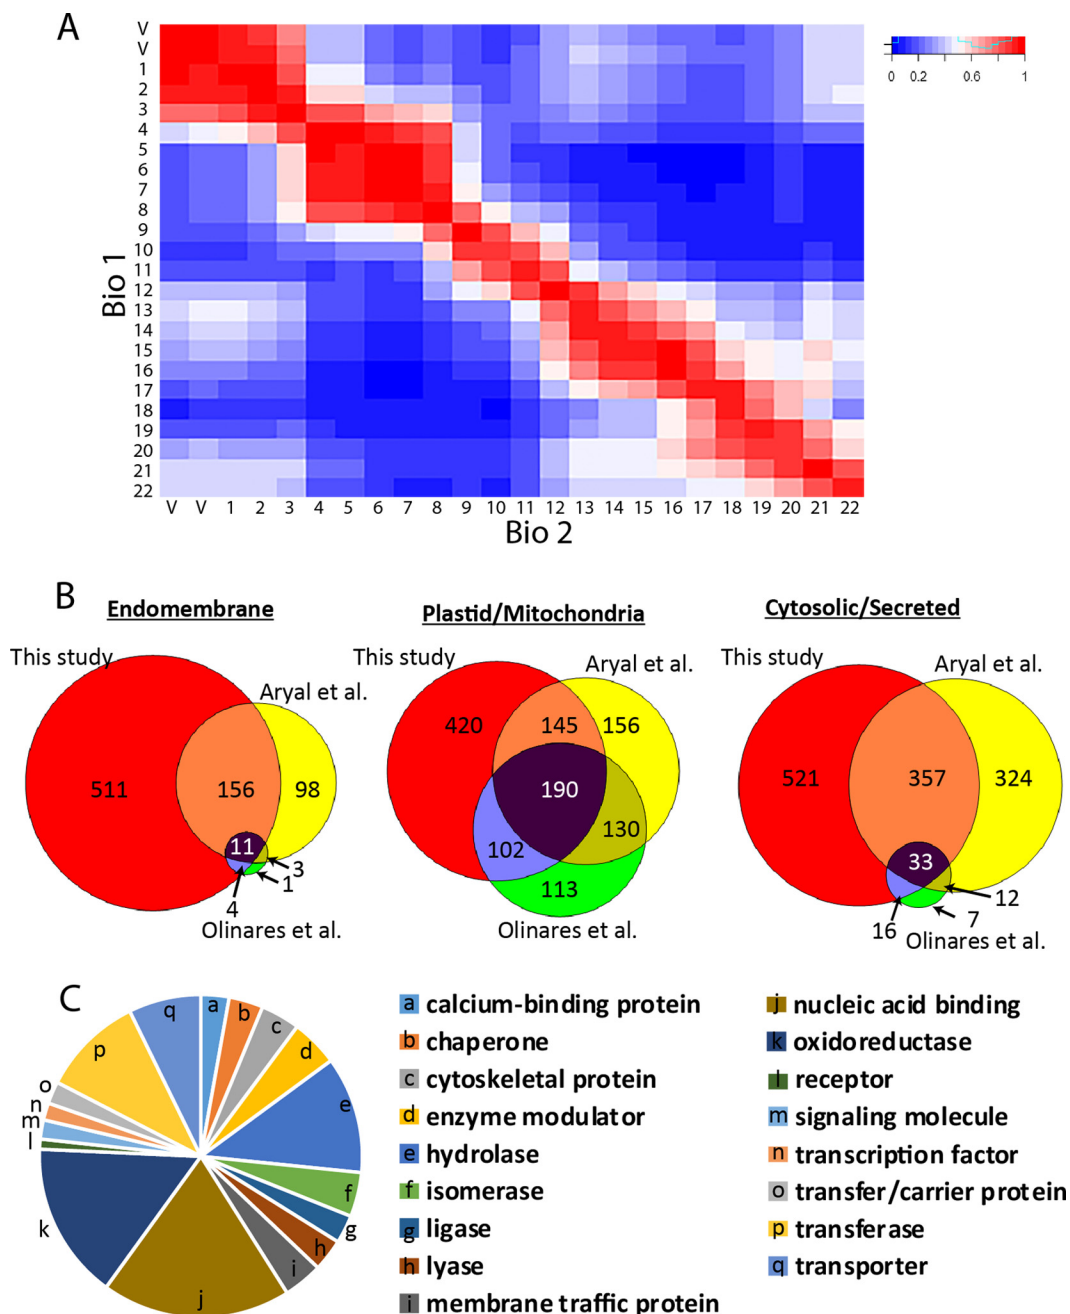 A
Bio 1
V
V
1
2
3
4
5
6
7
8
9
10
11
12
13
14
15
16
17
18
19
20
21
22
V V 1 2 3 4 5 6 7 8 9 10 11 12 13 14 15 16 17 18 19 20 21 22
Bio 2
0 0.2 0.6 1
B
Endomembrane
This study
Aryal et al.
511
156
98
11
3
1
4
Olinares et al.
Plastid/Mitochondria
This study
Aryal et al.
420
145
156
190
130
102
113
Olinares et al.
Cytosolic/Secreted
This study
Aryal et al.
521
357
324
33
12
7
16
Olinares et al.
C
a
b
c
d
e
f
g
h
i
j
k
l
m
n
o
p
q
a calcium-binding protein
b chaperone
c cytoskeletal protein
d enzyme modulator
e hydrolase
f isomerase
g ligase
h lyase
i membrane traffic protein
j nucleic acid binding
k oxidoreductase
l receptor
m signaling molecule
n transcription factor
o transfer/carrier protein
p transferase
q transporter